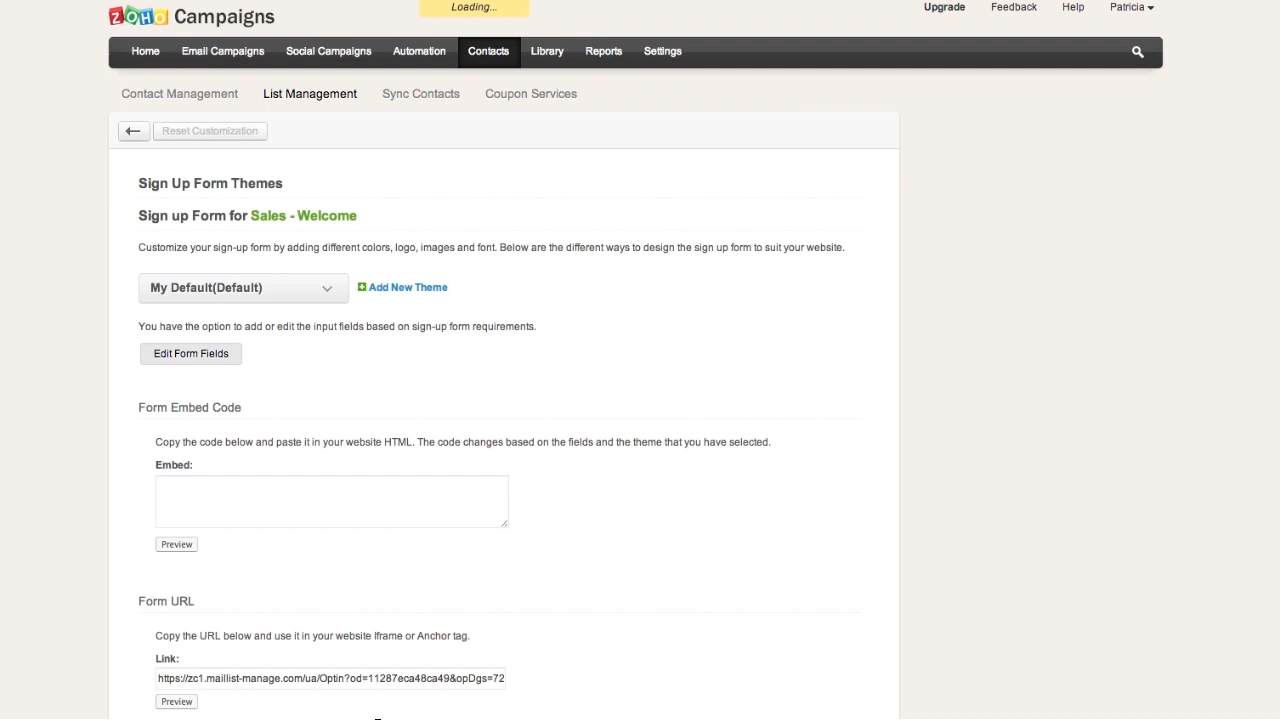 ZOHO Campaigns
Loading...
Upgrade Feedback Help Patricia
Home Email Campaigns Social Campaigns Automation Contacts Library Reports Settings
Contact Management List Management Sync Contacts Coupon Services
Reset Customization
Sign Up Form Themes
Sign up Form for Sales - Welcome
Customize your sign-up form by adding different colors, logo, images and font. Below are the different ways to design the sign up form to suit your website.
My Default(Default) Add New Theme
You have the option to add or edit the input fields based on sign-up form requirements.
Edit Form Fields
Form Embed Code
Copy the code below and paste it in your website HTML. The code changes based on the fields and the theme that you have selected.
Embed:
Preview
Form URL
Copy the URL below and use it in your website Iframe or Anchor tag.
Link:
https://zc1.maillist-manage.com/ua/Optin?od=11287eca48ca49&opDgs=72
Preview